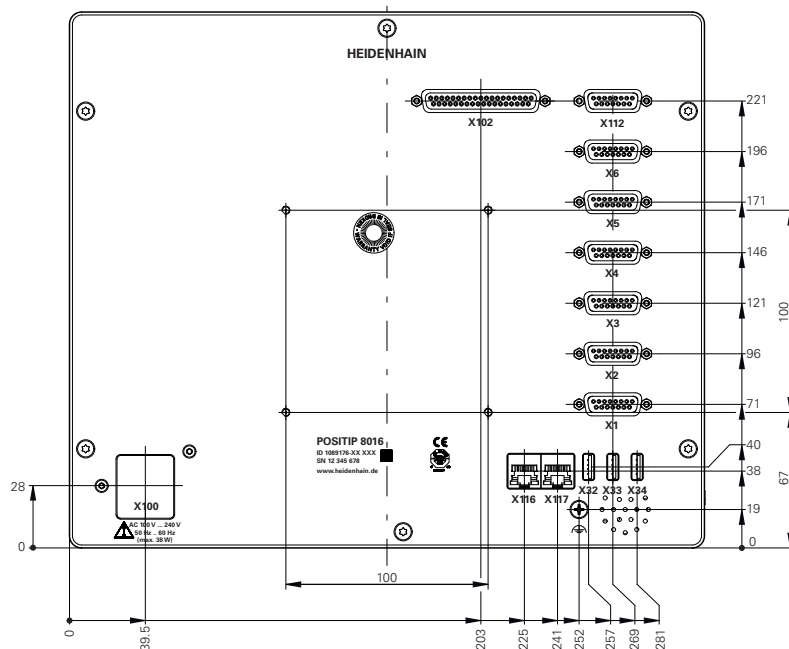 HEIDENHAIN
X102
X112
221
X6
196
X5
171
X4
146
X3
121
100
X2
96
X1
71
POSITIP 8016
ID 1089176-XX XXX
SN 12 345 678
www.heidenhain.de
CE
40
38
X100
X116
X117
X32
X33
X34
67
28
19
AC 100 V ... 240 V
50 Hz ... 60 Hz
(max. 38 W)
0
0
100
0
39.5
203
225
241
252
257
269
281